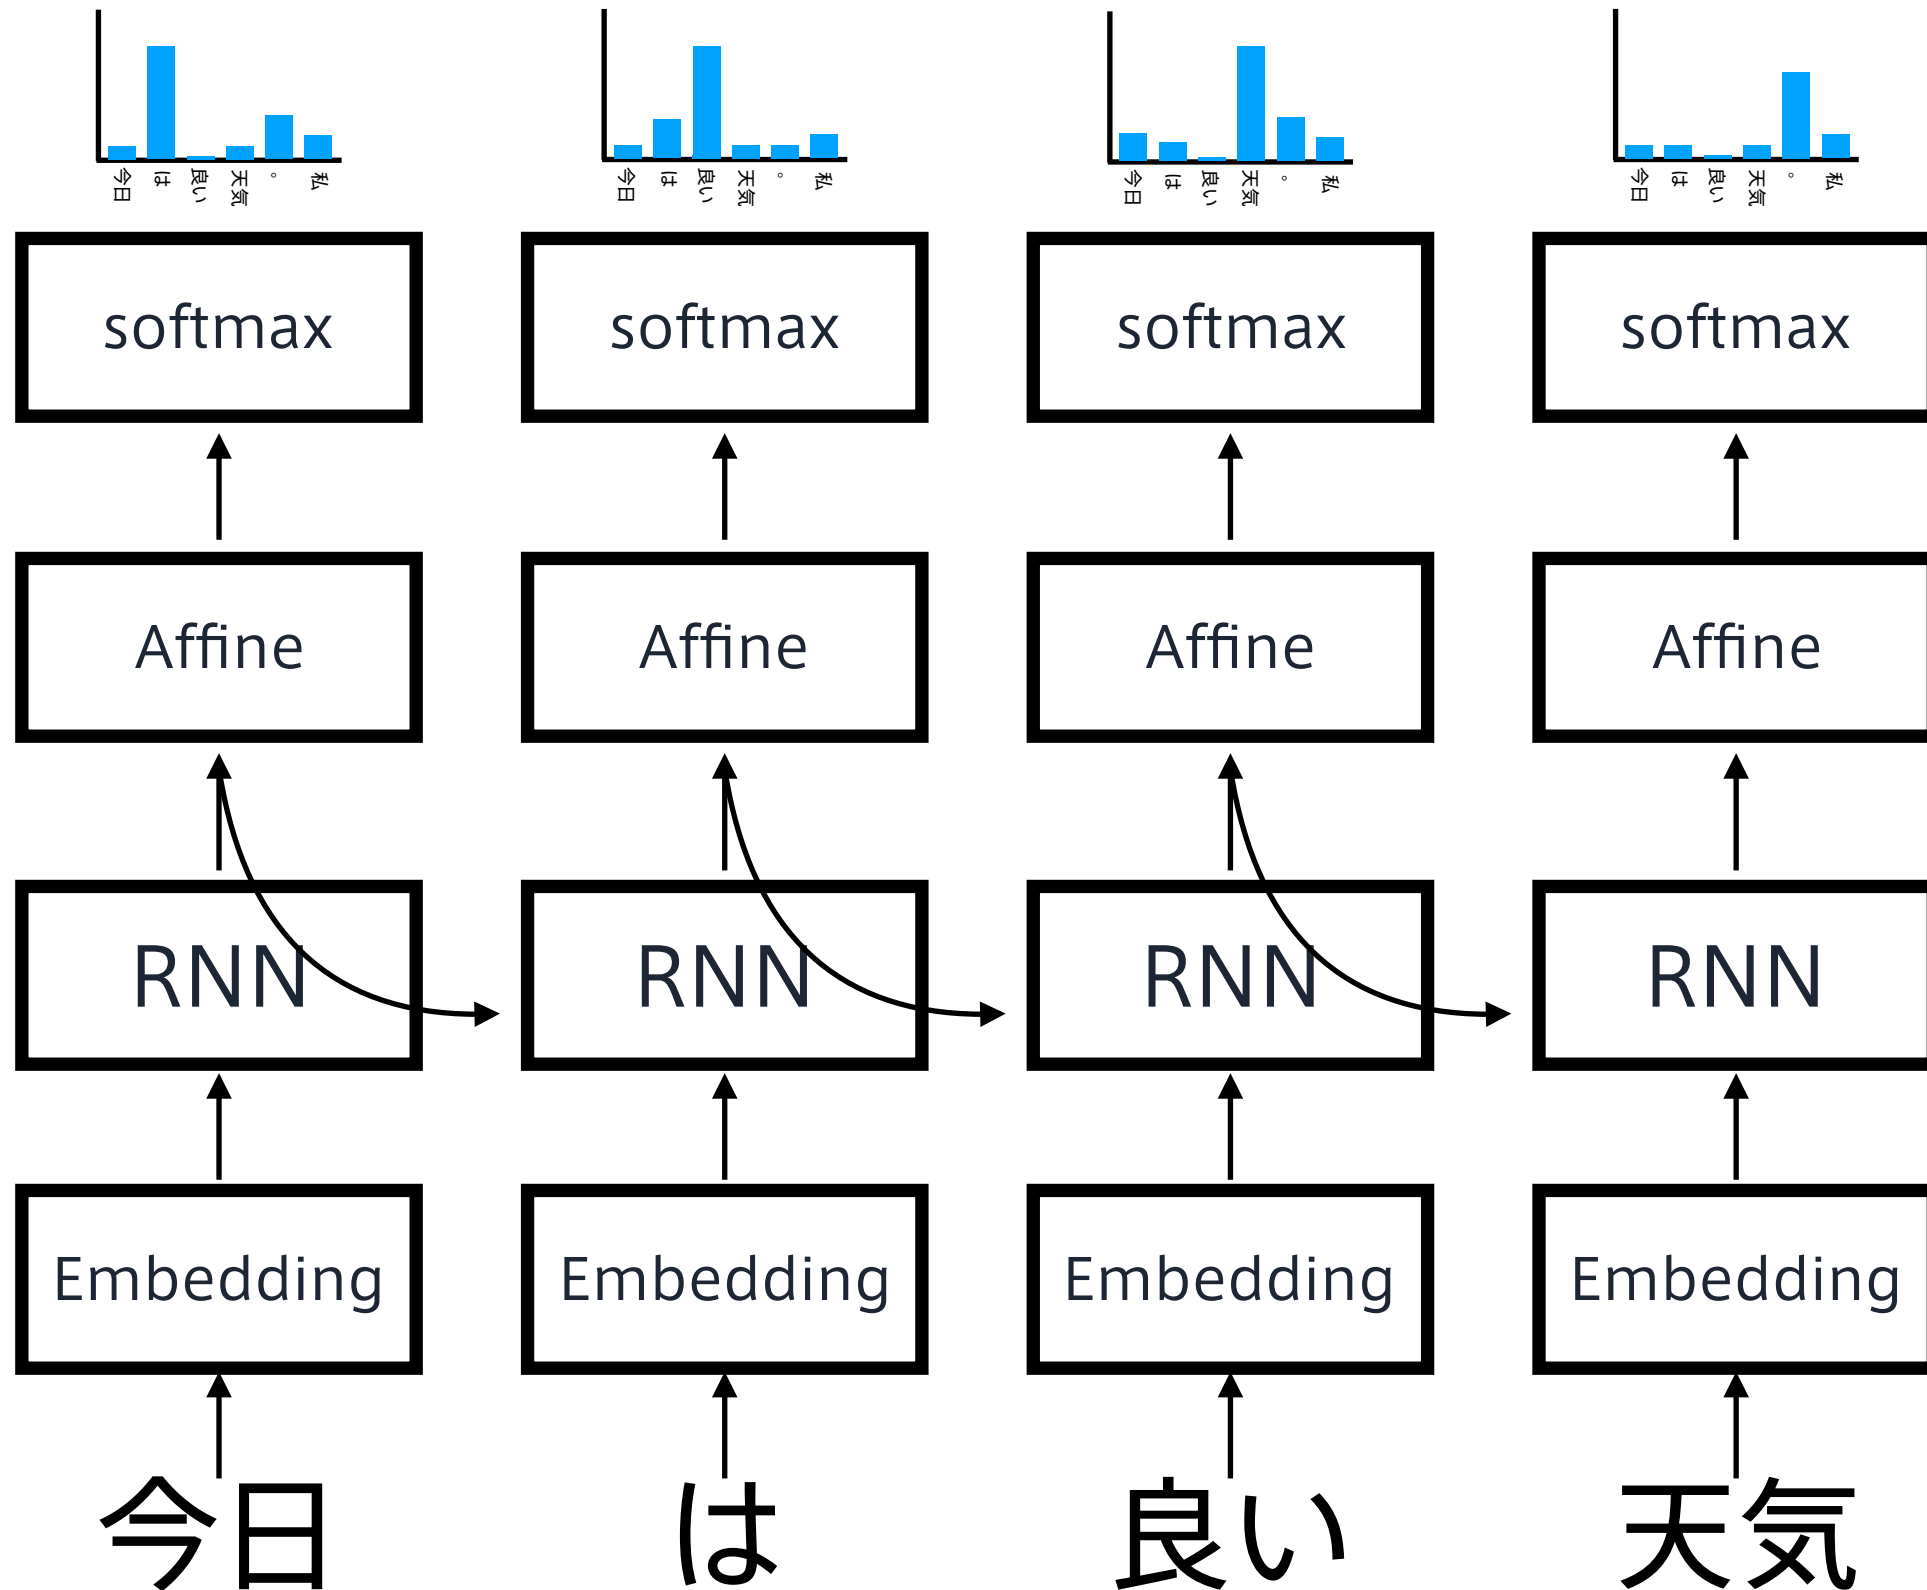 今日 は 良い 天気 。 私 今日 は 良い 天気 。 私 今日 は 良い 天気 。 私 今日 は 良い 天気 。 私
softmax softmax softmax softmax
Affine Affine Affine Affine
RNN RNN RNN RNN
Embedding Embedding Embedding Embedding
今日 は 良い 天気